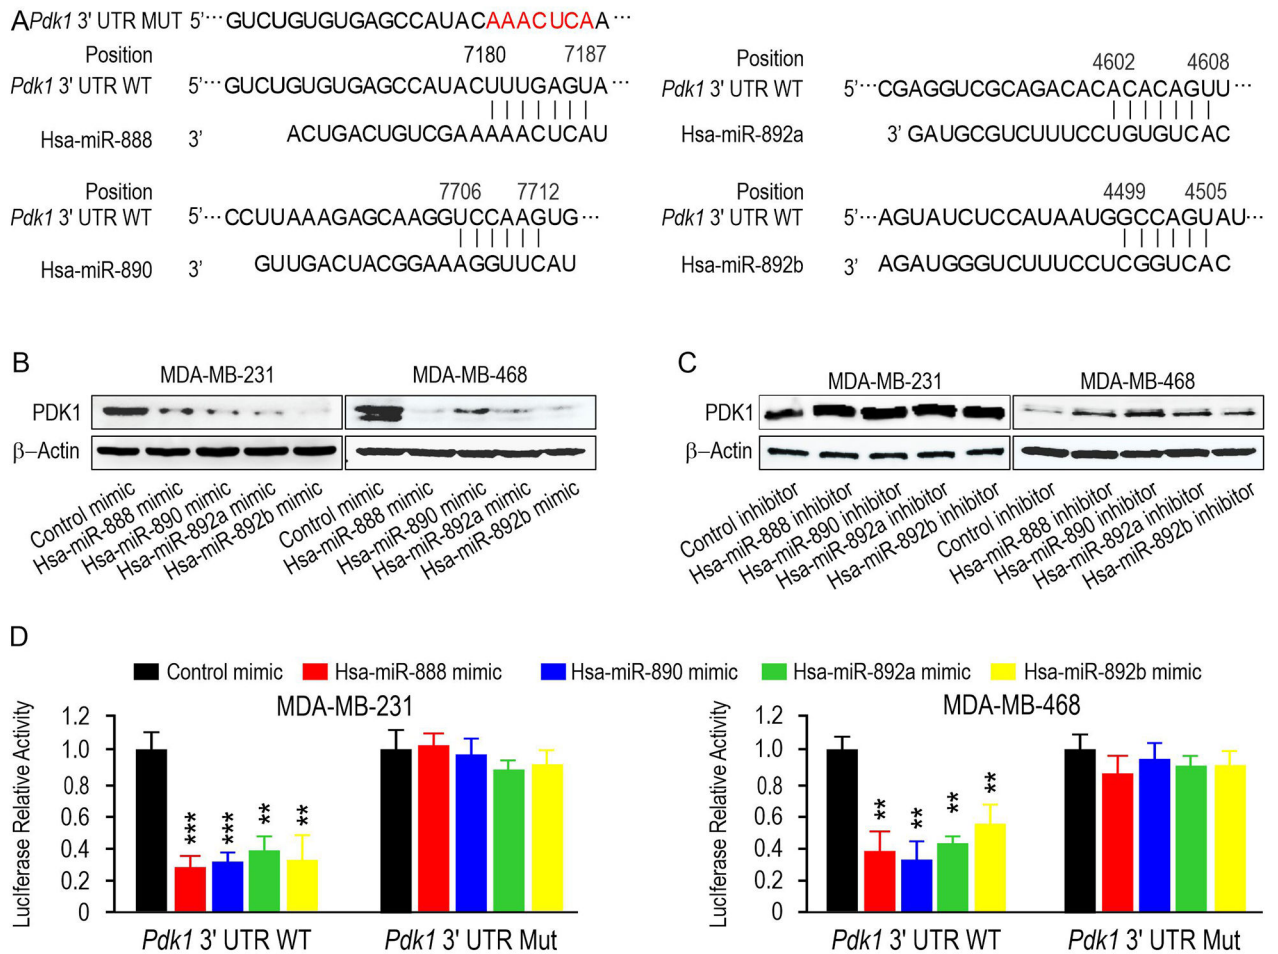 A Pdk1 3' UTR MUT 5'··· GUCUGUGUGAGCCAUACAAACUCAA ···
Position 7180 7187
Pdk1 3' UTR WT 5'··· GUCUGUGUGAGCCAUACUUUGAGUA ···
Hsa-miR-888 3' ACUGACUGUCGAAAAACUCAU
Position 4602 4608
Pdk1 3' UTR WT 5'··· CGAGGUCGCAGACACACACAGUU ···
Hsa-miR-892a 3' GAUGCGUCUUUCCUGUGUCAC
Position 7706 7712
Pdk1 3' UTR WT 5'··· CCUUAAAGAGCAAGGUCCAAGUG ···
Hsa-miR-890 3' GUUGACUACGGAAAGGUUCAU
Position 4499 4505
Pdk1 3' UTR WT 5'··· AGUAUCUCCAUAAUGGCCAGUAU ···
Hsa-miR-892b 3' AGAUGGGUCUUUCCUCGGUCAC
B
MDA-MB-231 MDA-MB-468
PDK1
β–Actin
Control mimic
Hsa-miR-888 mimic
Hsa-miR-890 mimic
Hsa-miR-892a mimic
Hsa-miR-892b mimic
Control mimic
Hsa-miR-888 mimic
Hsa-miR-890 mimic
Hsa-miR-892a mimic
Hsa-miR-892b mimic
C
MDA-MB-231 MDA-MB-468
PDK1
β–Actin
Control inhibitor
Hsa-miR-888 inhibitor
Hsa-miR-890 inhibitor
Hsa-miR-892a inhibitor
Hsa-miR-892b inhibitor
Control inhibitor
Hsa-miR-888 inhibitor
Hsa-miR-890 inhibitor
Hsa-miR-892a inhibitor
Hsa-miR-892b inhibitor
D
Control mimic Hsa-miR-888 mimic Hsa-miR-890 mimic Hsa-miR-892a mimic Hsa-miR-892b mimic
MDA-MB-231
Luciferase Relative Activity
1.2
1.0
0.8
0.6
0.4
0.2
0
*** *** ** **
Pdk1 3' UTR WT Pdk1 3' UTR Mut
MDA-MB-468
Luciferase Relative Activity
1.2
1.0
0.8
0.6
0.4
0.2
0
** ** ** **
Pdk1 3' UTR WT Pdk1 3' UTR Mut